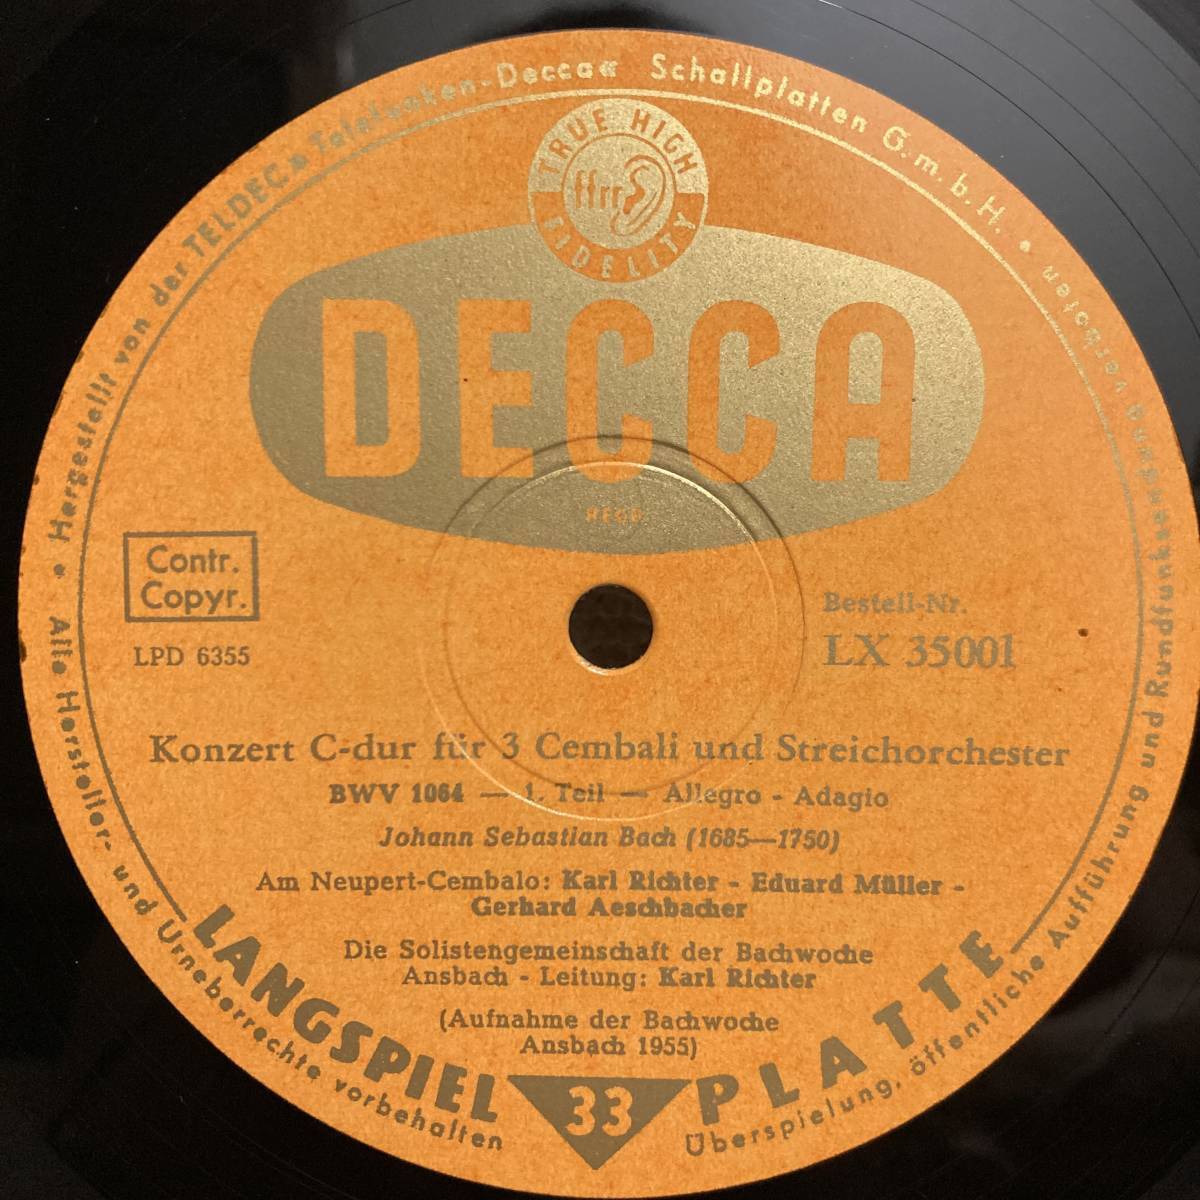 • Hergestellt von der TELDEC » Telefunken-Decca « Schallplatten G.m.b.H. •
TRUE HIGH
ffrr
FIDELITY
DECCA
REGD.
Contr.
Copyr.
LPD 6355
Bestell-Nr.
LX 35001
Konzert C-dur für 3 Cembali und Streichorchester
BWV 1064 — 1. Teil — Allegro - Adagio
Johann Sebastian Bach (1685—1750)
Am Neupert-Cembalo: Karl Richter - Eduard Müller -
Gerhard Aeschbacher
Die Solistengemeinschaft der Bachwoche
Ansbach - Leitung: Karl Richter
(Aufnahme der Bachwoche
Ansbach 1955)
LANGSPIEL 33 PLATTE
Alle Hersteller- und Urheberrechte vorbehalten
Überspielung, öffentliche Aufführung und Rundfunksendung verboten